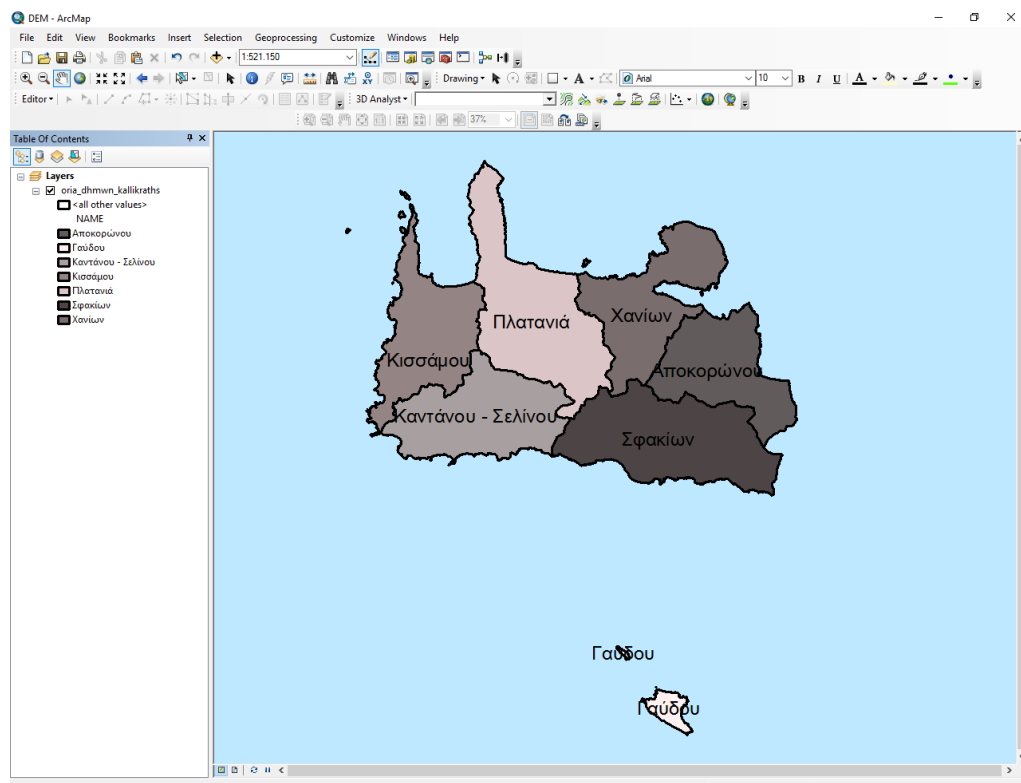 DEM - ArcMap
File Edit View Bookmarks Insert Selection Geoprocessing Customize Windows Help
1:521.150
Drawing Arial 10 B I U A
Editor 3D Analyst
37%
Table Of Contents
Layers
oria_dhmwn_kallikraths
<all other values>
NAME
Αποκορώνου
Γαύδου
Καντάνου - Σελίνου
Κισσάμου
Πλατανιά
Σφακίων
Χανίων
Πλατανιά
Χανίων
Κισσάμου
Αποκορώνου
Καντάνου - Σελίνου
Σφακίων
Γαύδου
Γαύδου